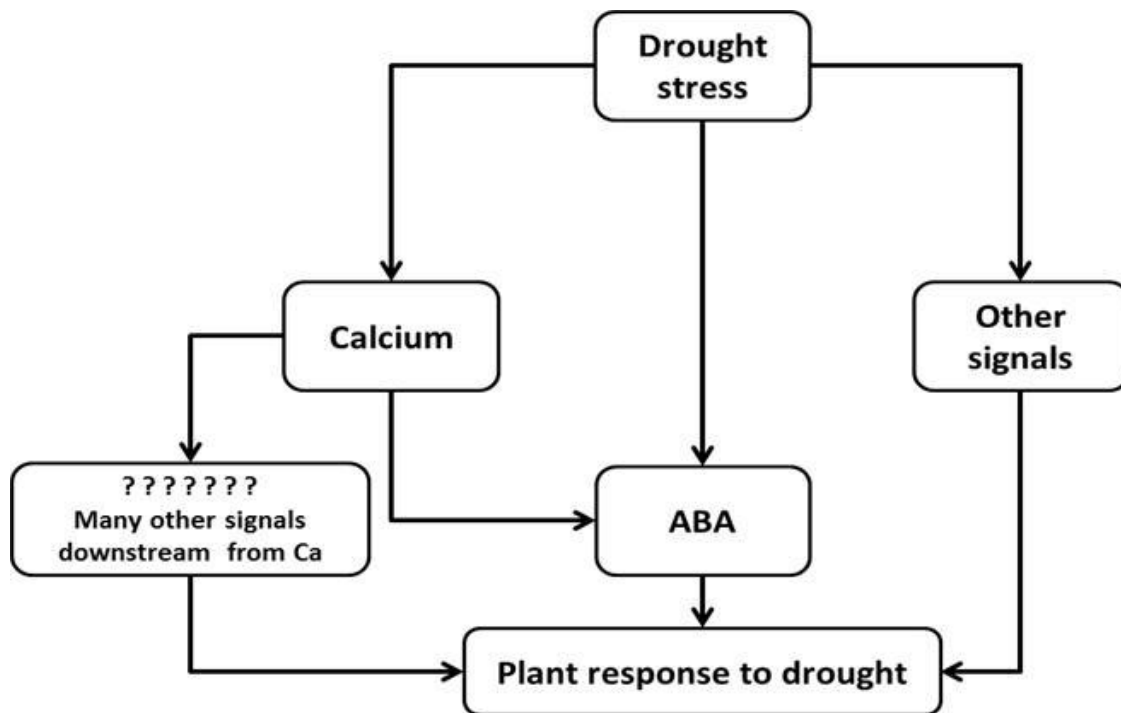 Drought
stress
Calcium
Other
signals
? ? ? ? ? ? ?
Many other signals
downstream from Ca
ABA
Plant response to drought